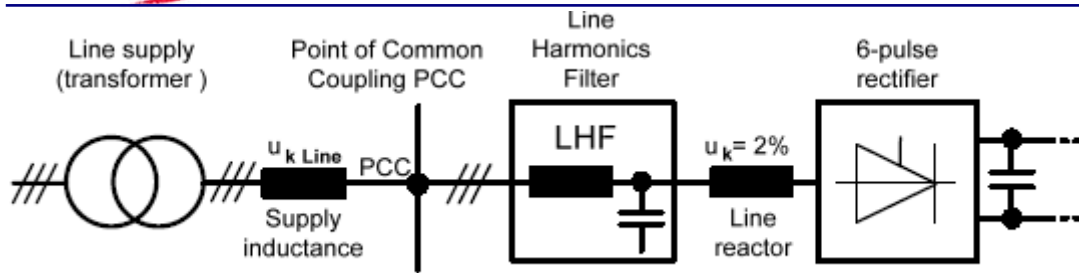 Line supply
(transformer )
Point of Common
Coupling PCC
Line
Harmonics
Filter
6-pulse
rectifier
u k Line
PCC
LHF
u k = 2%
Supply
inductance
Line
reactor